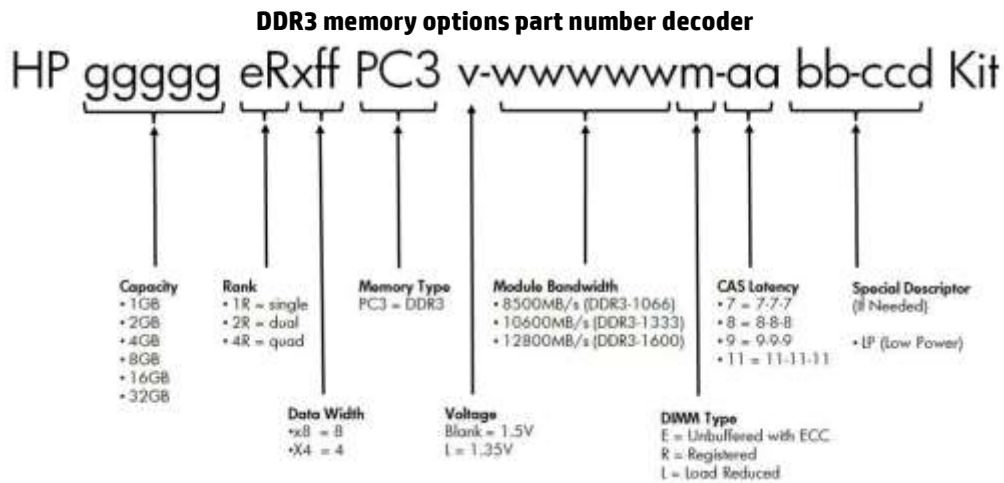 DDR3 memory options part number decoder
HP ggggg eRxff PC3 v-wwwwwm-aa bb-ccd Kit
Capacity
• 1GB
• 2GB
• 4GB
• 8GB
• 16GB
• 32GB
Rank
• 1R = single
• 2R = dual
• 4R = quad
Memory Type
PC3 = DDR3
Module Bandwidth
• 8500MB/s (DDR3-1066)
• 10600MB/s (DDR3-1333)
• 12800MB/s (DDR3-1600)
CAS Latency
• 7 = 7-7-7
• 8 = 8-8-8
• 9 = 9-9-9
• 11 = 11-11-11
Special Descriptor
(If Needed)
• LP (Low Power)
Data Width
•x8 = 8
•X4 = 4
Voltage
Blank = 1.5V
L = 1.35V
DIMM Type
E = Unbuffered with ECC
R = Registered
L = Load Reduced